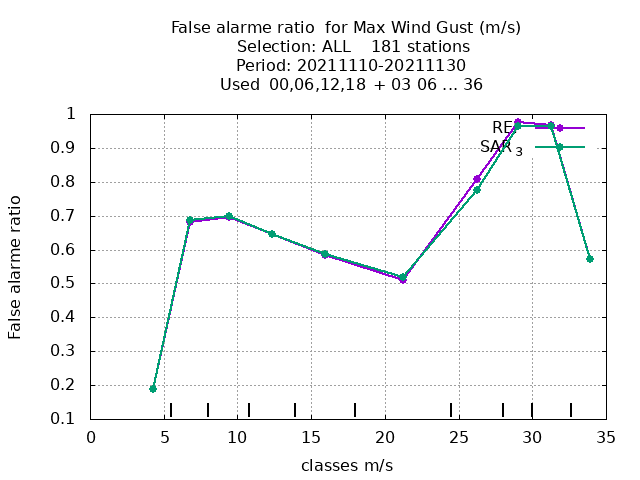 False alarme ratio  for Max Wind Gust (m/s)
Selection: ALL    181 stations
Period: 20211110-20211130
Used  00,06,12,18  + 03 06 ... 36
RE
SAR 3
1
0.9
0.8
0.7
0.6
0.5
0.4
0.3
0.2
0.1
False alarme ratio
0 5 10 15 20 25 30 35
classes m/s